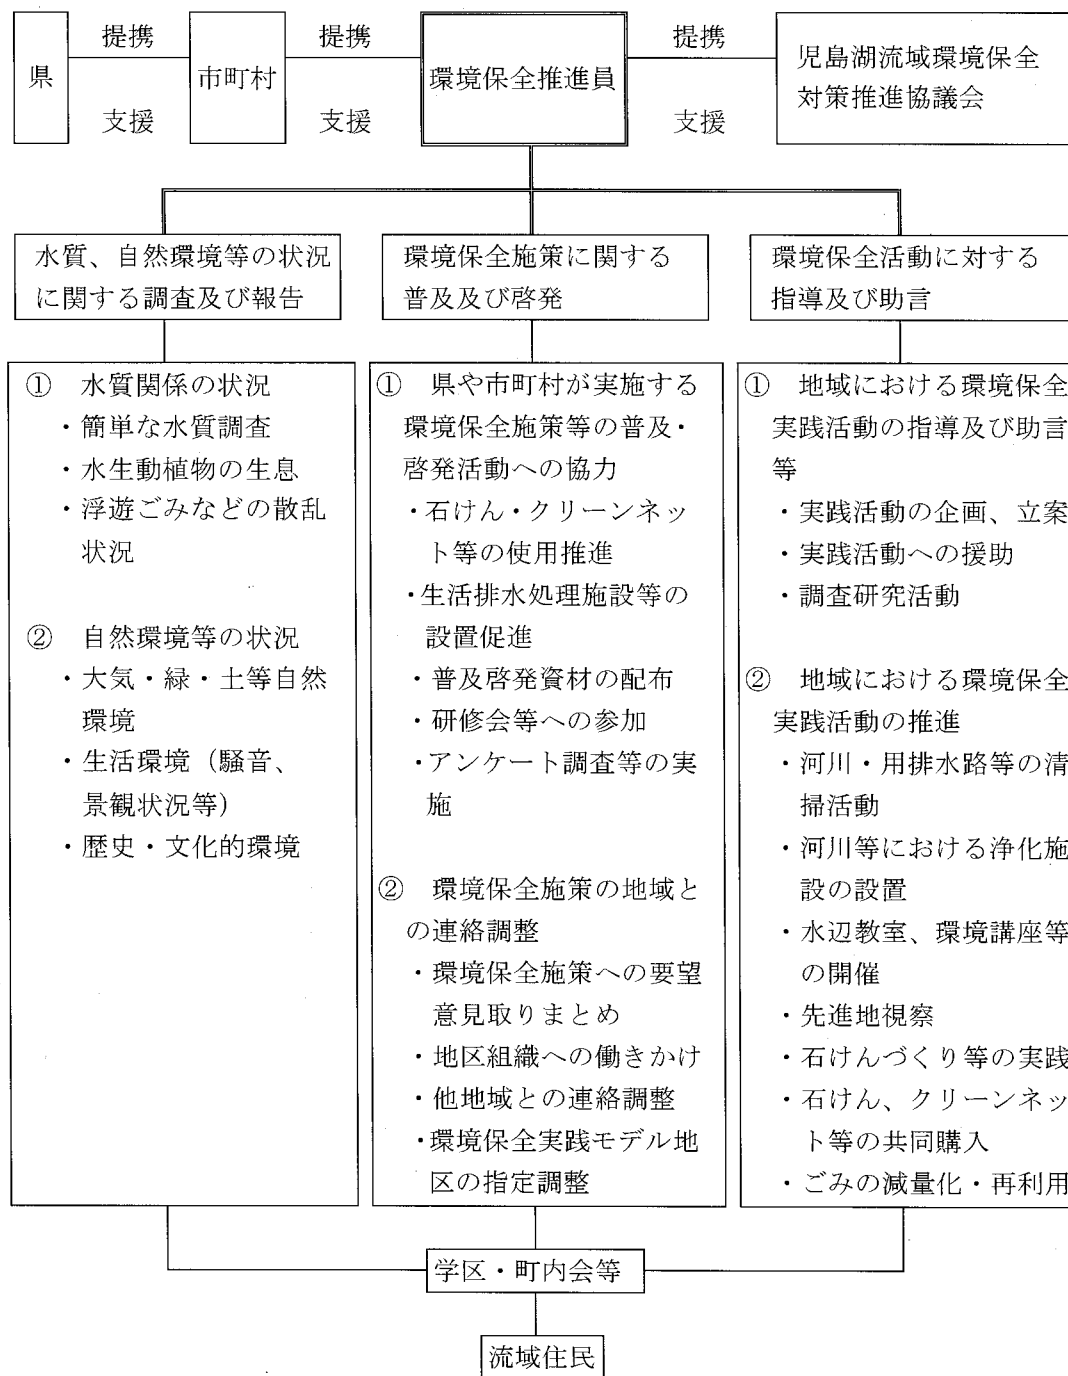 県
提携
支援
市町村
提携
支援
環境保全推進員
提携
支援
児島湖流域環境保全
対策推進協議会
水質、自然環境等の状況
に関する調査及び報告
環境保全施策に関する
普及及び啓発
環境保全活動に対する
指導及び助言
① 水質関係の状況
・簡単な水質調査
・水生動植物の生息
・浮遊ごみなどの散乱
状況
② 自然環境等の状況
・大気・緑・土等自然
環境
・生活環境（騒音、
景観状況等）
・歴史・文化的環境
① 県や市町村が実施する
環境保全施策等の普及・
啓発活動への協力
・石けん・クリーンネッ
ト等の使用推進
・生活排水処理施設等の
設置促進
・普及啓発資材の配布
・研修会等への参加
・アンケート調査等の実
施
② 環境保全施策の地域と
の連絡調整
・環境保全施策への要望
意見取りまとめ
・地区組織への働きかけ
・他地域との連絡調整
・環境保全実践モデル地
区の指定調整
① 地域における環境保全
実践活動の指導及び助言
等
・実践活動の企画、立案
・実践活動への援助
・調査研究活動
② 地域における環境保全
実践活動の推進
・河川・用排水路等の清
掃活動
・河川等における浄化施
設の設置
・水辺教室、環境講座等
の開催
・先進地視察
・石けんづくり等の実践
・石けん、クリーンネッ
ト等の共同購入
・ごみの減量化・再利用
学区・町内会等
流域住民